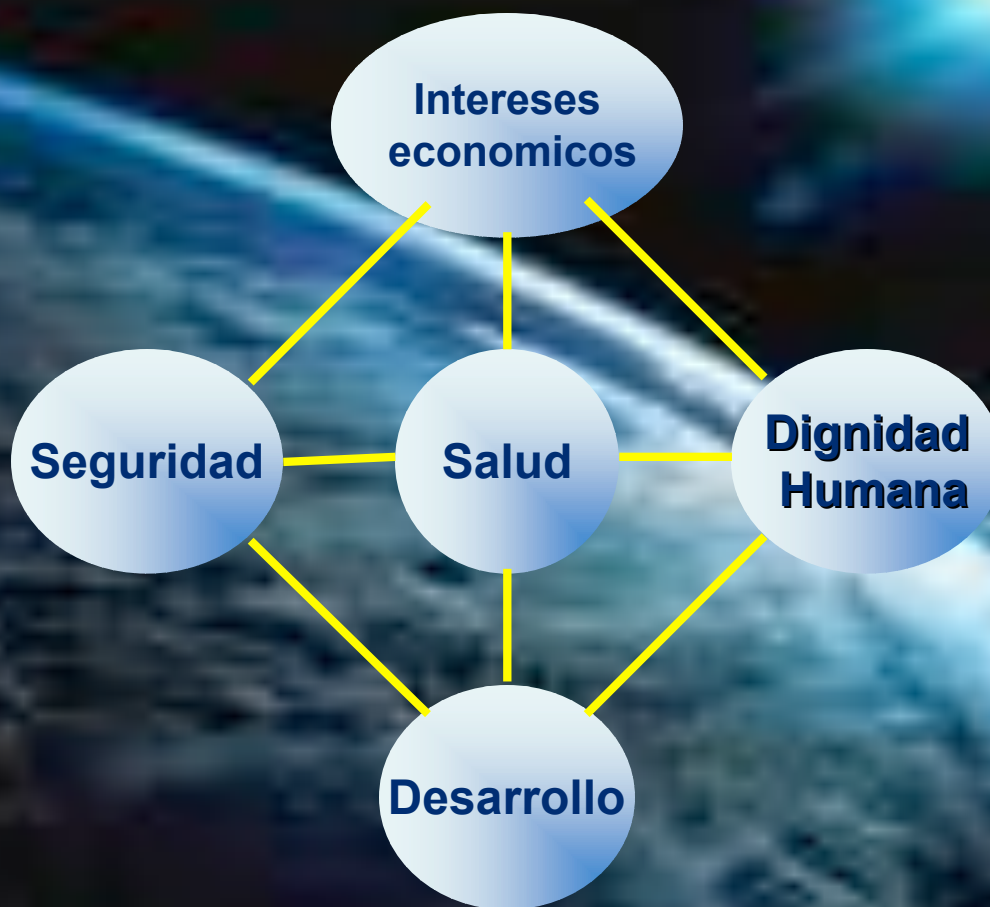 Intereses
economicos
Seguridad
Salud
Dignidad
Humana
Desarrollo